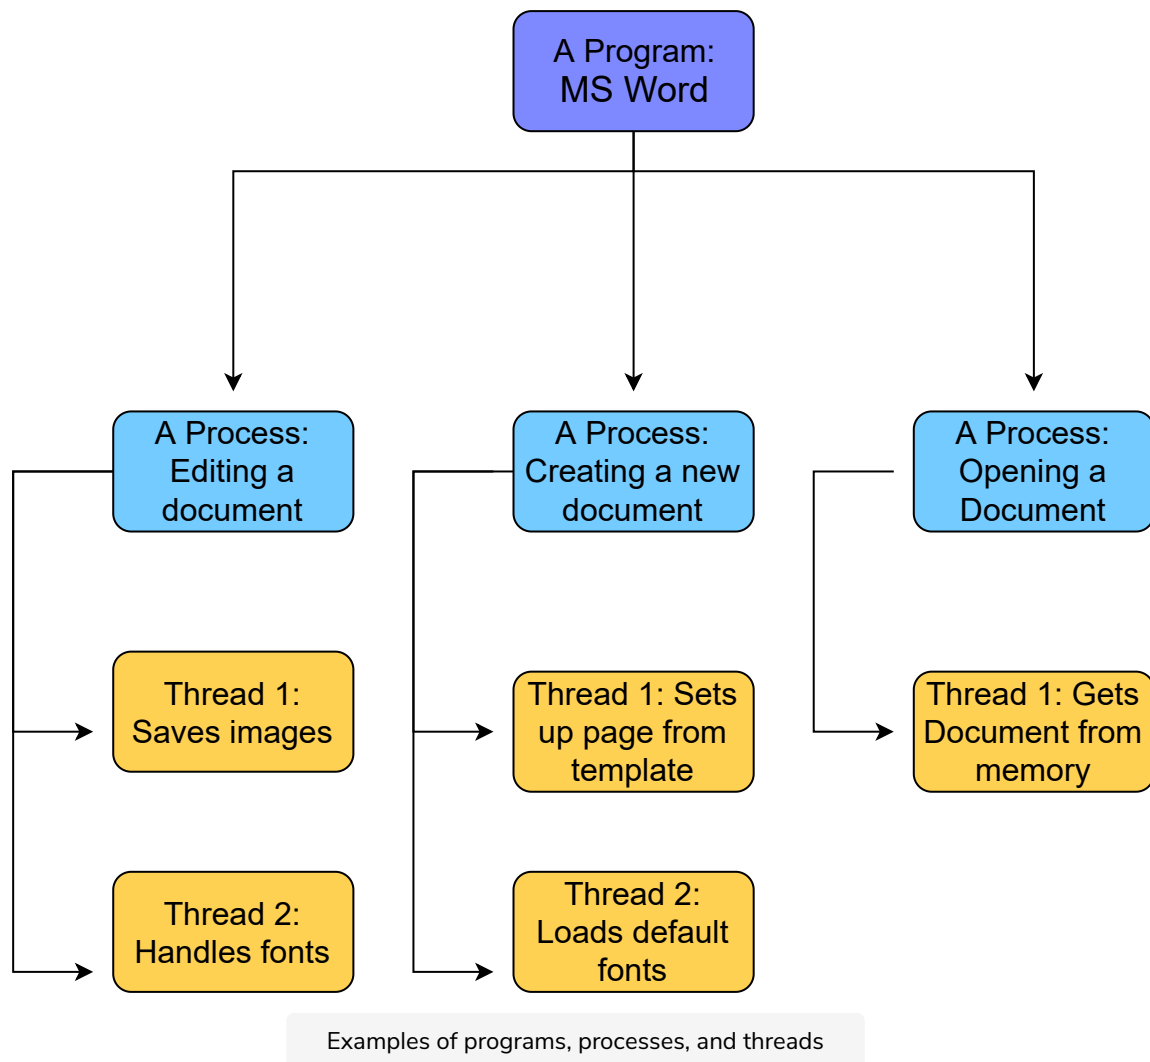 A Program:
MS Word
A Process:
Editing a
document
A Process:
Creating a new
document
A Process:
Opening a
Document
Thread 1:
Saves images
Thread 1: Sets
up page from
template
Thread 1: Gets
Document from
memory
Thread 2:
Handles fonts
Thread 2:
Loads default
fonts
Examples of programs, processes, and threads